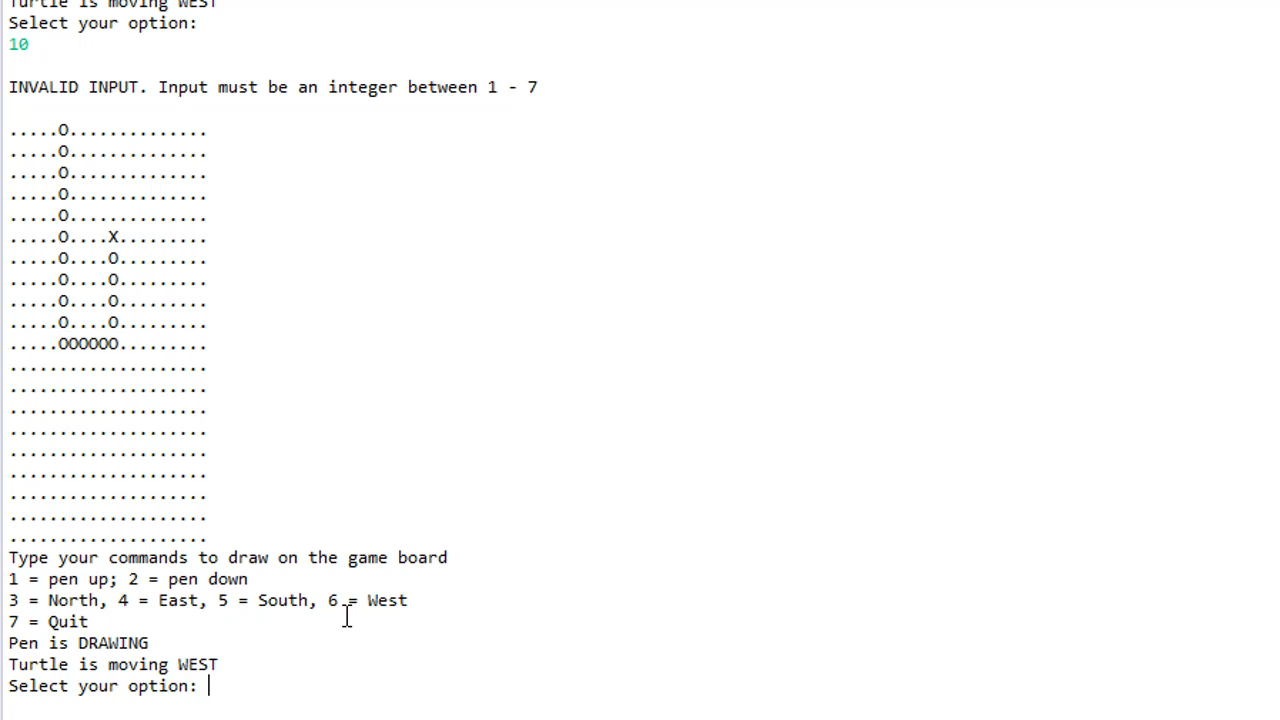 Turtle is moving WEST
Select your option:
10
INVALID INPUT. Input must be an integer between 1 - 7
.....O..............
.....O..............
.....O..............
.....O..............
.....O..............
.....O....X.........
.....O....O.........
.....O....O.........
.....O....O.........
.....O....O.........
.....OOOOOO.........
....................
....................
....................
....................
....................
....................
....................
....................
....................
Type your commands to draw on the game board
1 = pen up; 2 = pen down
3 = North, 4 = East, 5 = South, 6 = West
7 = Quit
Pen is DRAWING
Turtle is moving WEST
Select your option: